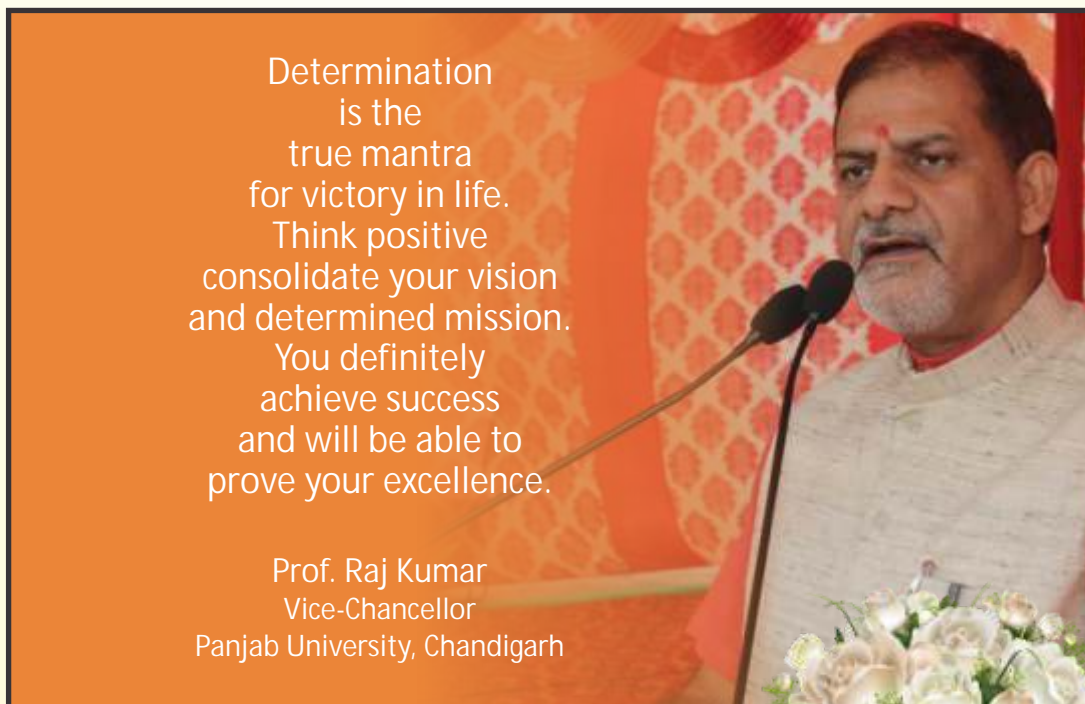 Determination
is the
true mantra
for victory in life.
Think positive
consolidate your vision
and determined mission.
You definitely
achieve success
and will be able to
prove your excellence.
Prof. Raj Kumar
Vice-Chancellor
Panjab University, Chandigarh